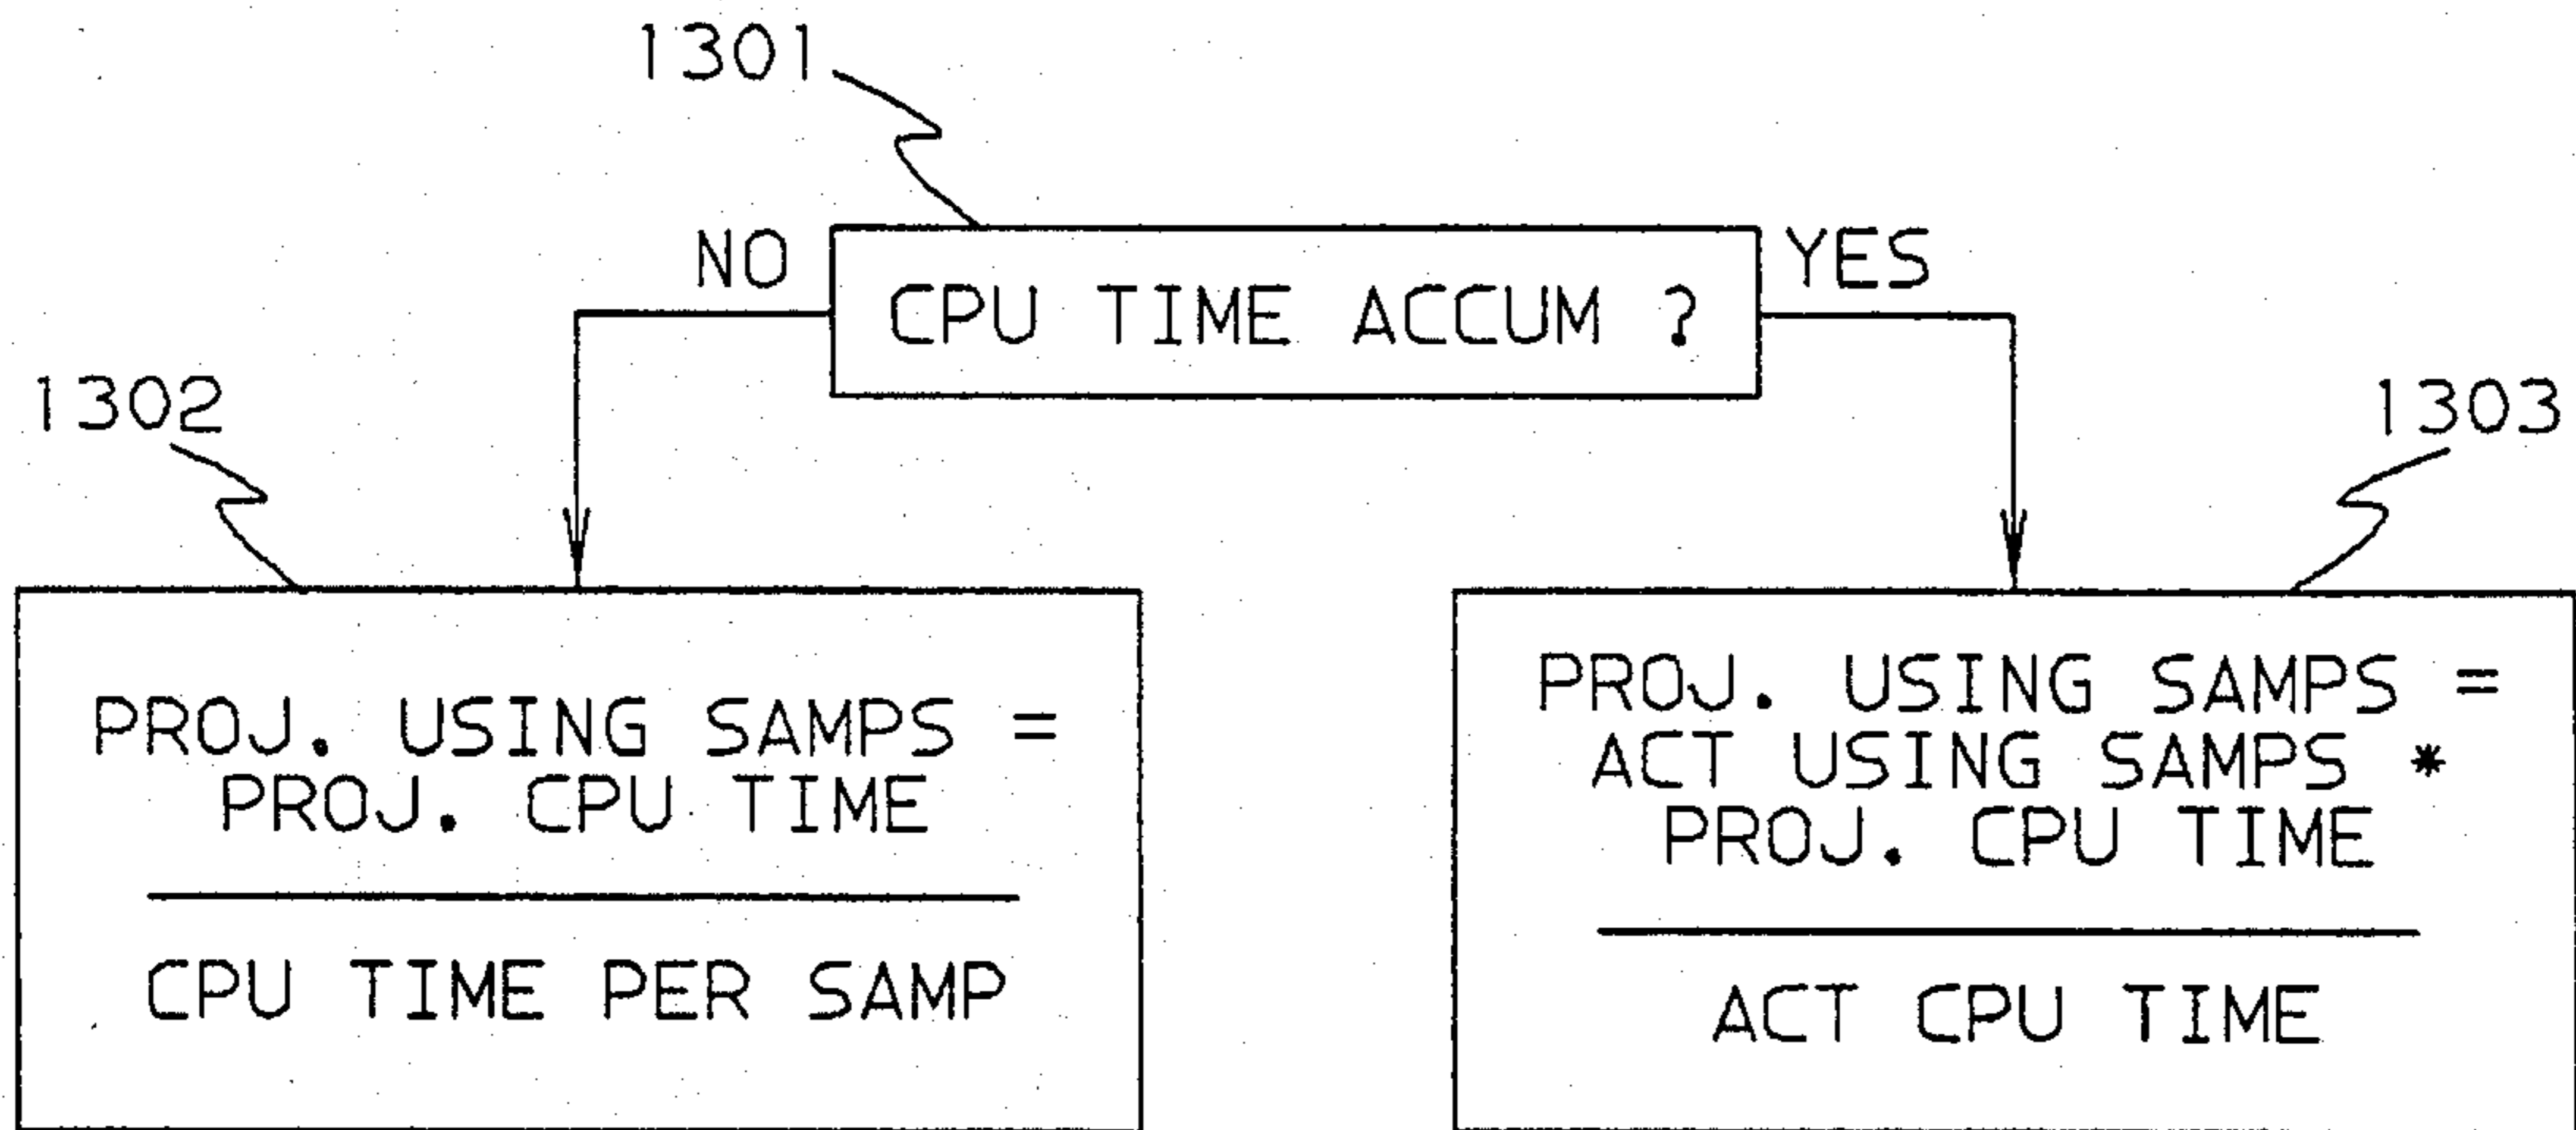 1301
NO
CPU TIME ACCUM ?
YES
1302
1303
PROJ. USING SAMPS =
PROJ. CPU TIME
CPU TIME PER SAMP
PROJ. USING SAMPS =
ACT USING SAMPS *
PROJ. CPU TIME
ACT CPU TIME